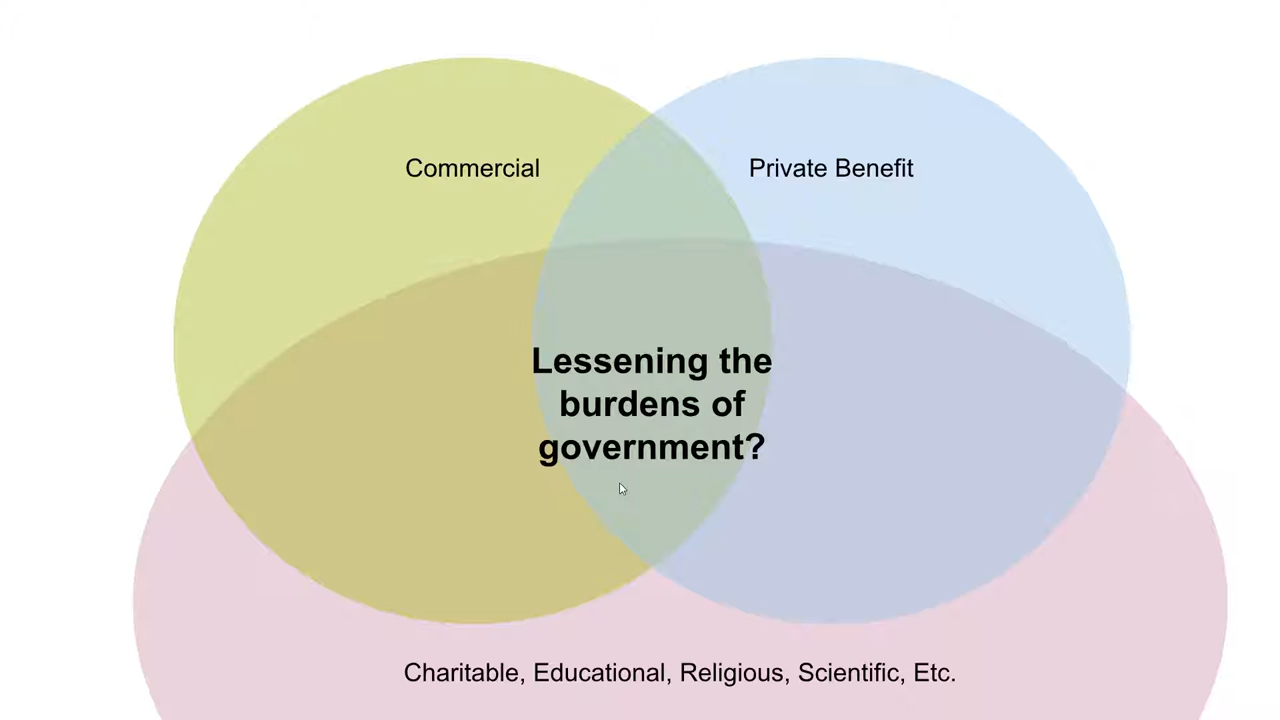 Commercial
Private Benefit
Lessening the
burdens of
government?
Charitable, Educational, Religious, Scientific, Etc.